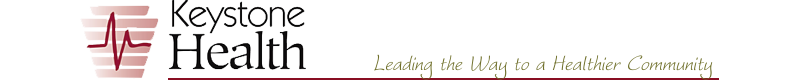 Keystone
Health
Leading the Way to a Healthier Community